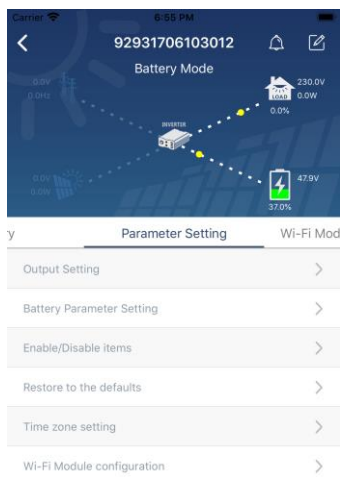 Carrier 6:55 PM
92931706103012
Battery Mode
0.0V
0.0Hz
230.0V
LOAD 0.0W
0.0%
INVERTER
0.0V
0.0W
47.9V
37.0%
y Parameter Setting Wi-Fi Mod
Output Setting
Battery Parameter Setting
Enable/Disable items
Restore to the defaults
Time zone setting
Wi-Fi Module configuration